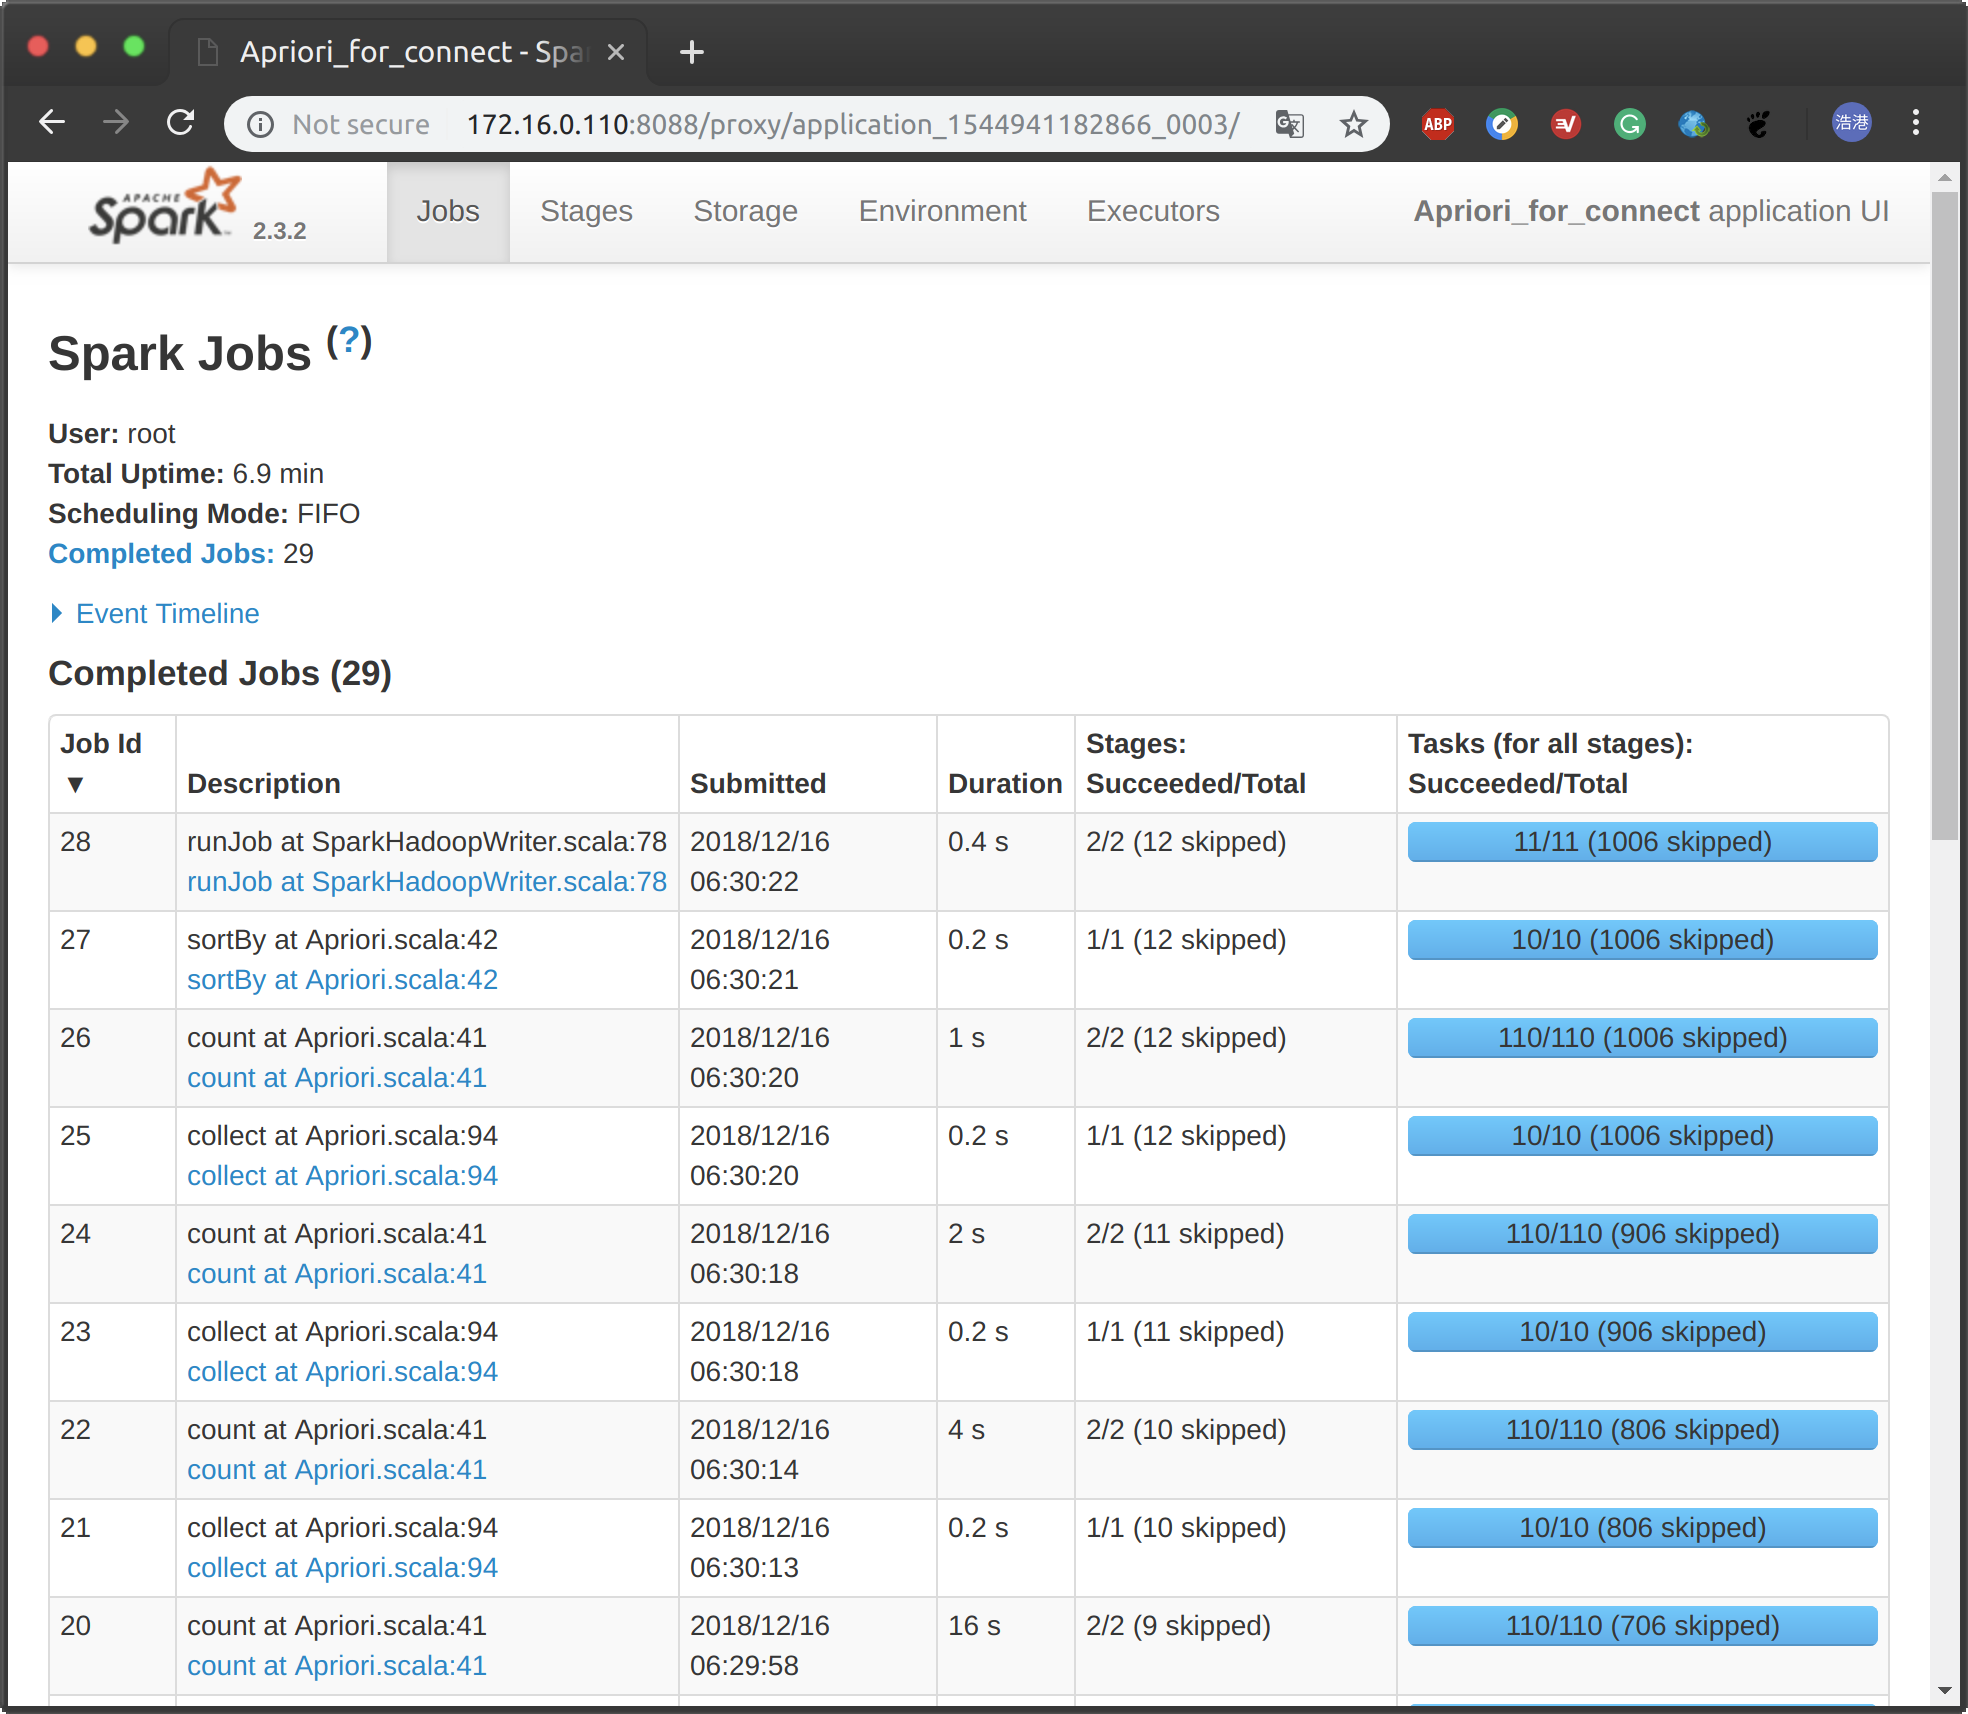 Apriori_for_connect - Spa
Not secure 172.16.0.110:8088/proxy/application_1544941182866_0003/
ABP
浩港
APACHE
Spark 2.3.2
Jobs Stages Storage Environment Executors Apriori_for_connect application UI
Spark Jobs (?)
User: root
Total Uptime: 6.9 min
Scheduling Mode: FIFO
Completed Jobs: 29
Event Timeline
Completed Jobs (29)
Job Id ▼ Description Submitted Duration Stages: Succeeded/Total Tasks (for all stages): Succeeded/Total
28 runJob at SparkHadoopWriter.scala:78 2018/12/16 0.4 s 2/2 (12 skipped) 11/11 (1006 skipped)
runJob at SparkHadoopWriter.scala:78 06:30:22
27 sortBy at Apriori.scala:42 2018/12/16 0.2 s 1/1 (12 skipped) 10/10 (1006 skipped)
sortBy at Apriori.scala:42 06:30:21
26 count at Apriori.scala:41 2018/12/16 1 s 2/2 (12 skipped) 110/110 (1006 skipped)
count at Apriori.scala:41 06:30:20
25 collect at Apriori.scala:94 2018/12/16 0.2 s 1/1 (12 skipped) 10/10 (1006 skipped)
collect at Apriori.scala:94 06:30:20
24 count at Apriori.scala:41 2018/12/16 2 s 2/2 (11 skipped) 110/110 (906 skipped)
count at Apriori.scala:41 06:30:18
23 collect at Apriori.scala:94 2018/12/16 0.2 s 1/1 (11 skipped) 10/10 (906 skipped)
collect at Apriori.scala:94 06:30:18
22 count at Apriori.scala:41 2018/12/16 4 s 2/2 (10 skipped) 110/110 (806 skipped)
count at Apriori.scala:41 06:30:14
21 collect at Apriori.scala:94 2018/12/16 0.2 s 1/1 (10 skipped) 10/10 (806 skipped)
collect at Apriori.scala:94 06:30:13
20 count at Apriori.scala:41 2018/12/16 16 s 2/2 (9 skipped) 110/110 (706 skipped)
count at Apriori.scala:41 06:29:58